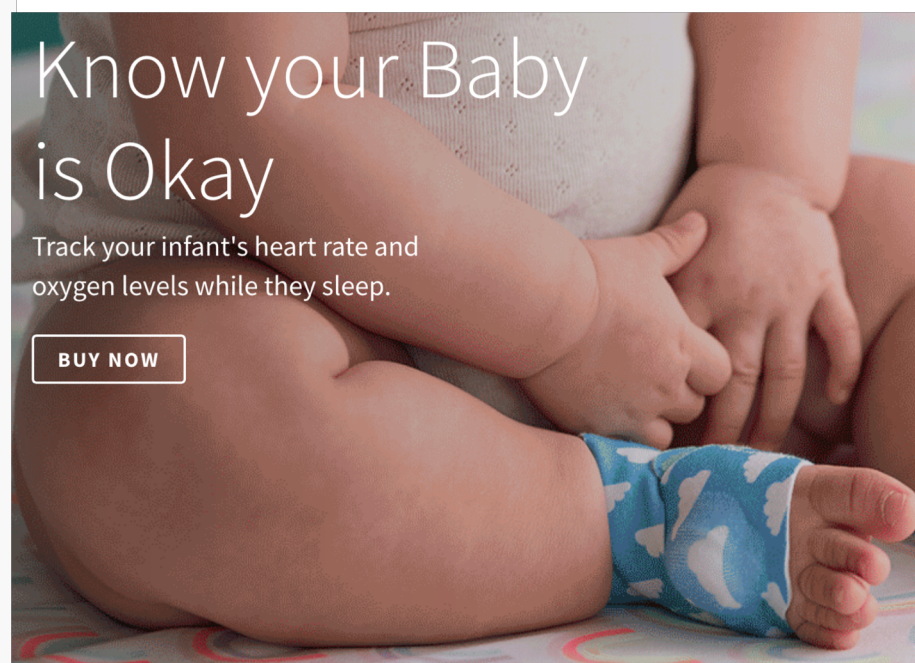 Know your Baby
is Okay
Track your infant's heart rate and
oxygen levels while they sleep.
BUY NOW